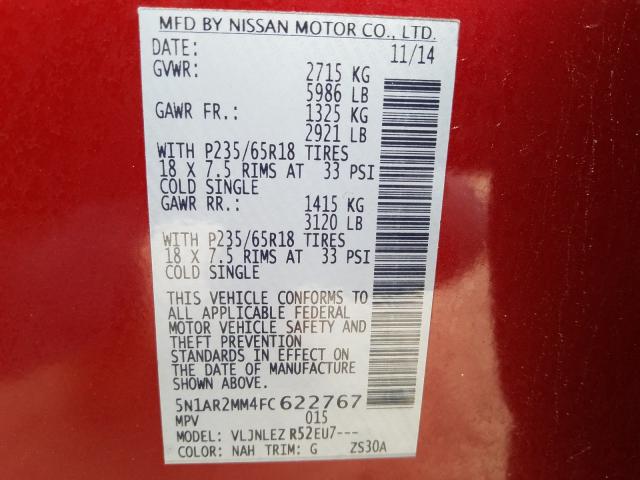 MFD BY NISSAN MOTOR CO., LTD.
DATE: 11/14
GVWR: 2715 KG
5986 LB
GAWR FR.: 1325 KG
2921 LB
WITH P235/65R18 TIRES
18 X 7.5 RIMS AT 33 PSI
COLD SINGLE
GAWR RR.: 1415 KG
3120 LB
WITH P235/65R18 TIRES
18 X 7.5 RIMS AT 33 PSI
COLD SINGLE
THIS VEHICLE CONFORMS TO
ALL APPLICABLE FEDERAL
MOTOR VEHICLE SAFETY AND
THEFT PREVENTION
STANDARDS IN EFFECT ON
THE DATE OF MANUFACTURE
SHOWN ABOVE.
5N1AR2MM4FC622767
MPV 015
MODEL: VLJNLEZ R52EU7---
COLOR: NAH TRIM: G ZS30A